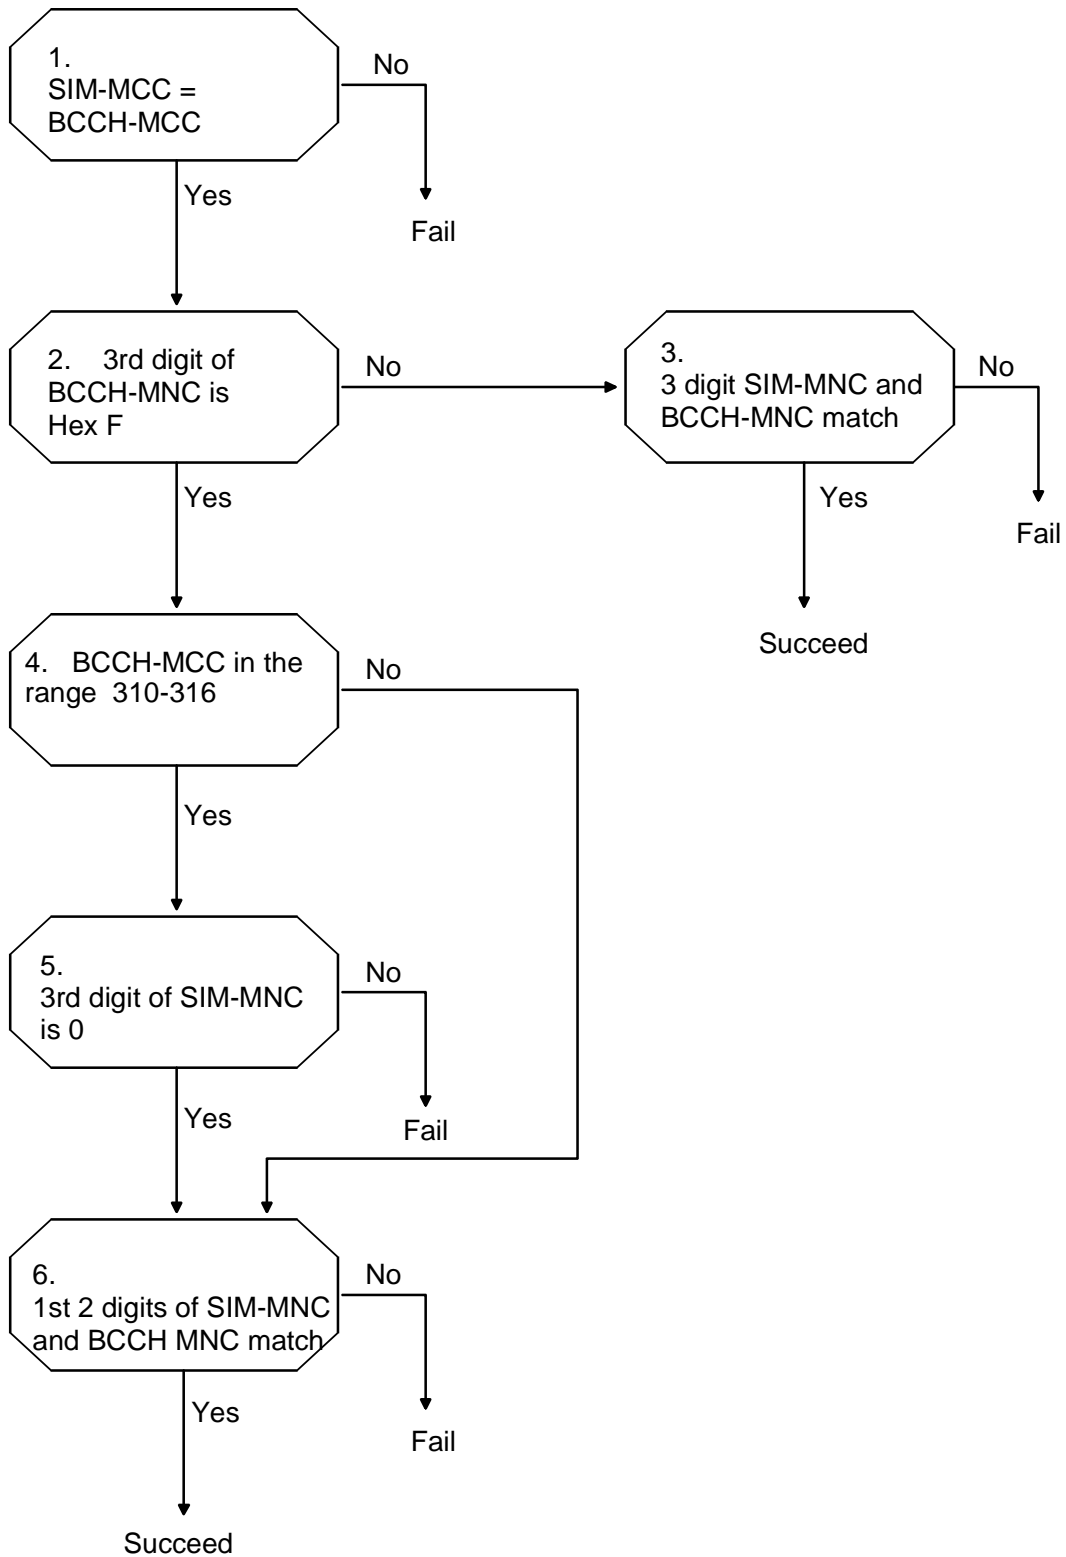 1.
SIM-MCC =
BCCH-MCC
No
Yes
Fail
2. 3rd digit of
BCCH-MNC is
Hex F
No
3.
3 digit SIM-MNC and
BCCH-MNC match
No
Yes
Yes
Fail
Succeed
4. BCCH-MCC in the
range 310-316
No
Yes
5.
3rd digit of SIM-MNC
is 0
No
Yes
Fail
6.
1st 2 digits of SIM-MNC
and BCCH MNC match
No
Yes
Fail
Succeed